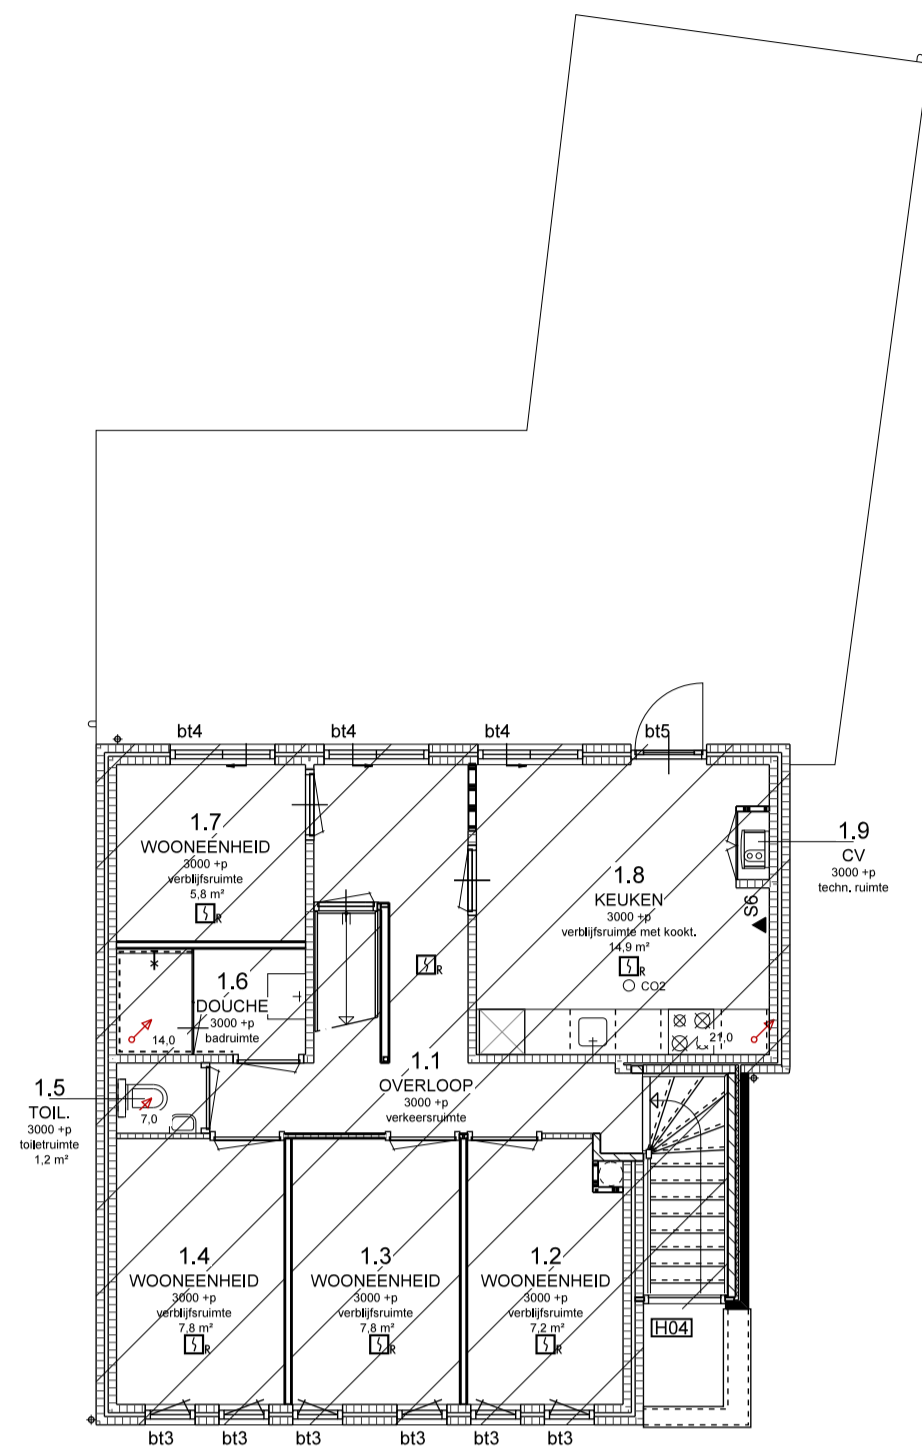 bt4
bt4
bt4
bt5
1.7
WOONEENHEID
3000 +p
verblijfsruimte
5,8 m²
R
1.8
KEUKEN
3000 +p
verblijfsruimte met kookt.
14,9 m²
R
CO2
S6
1.9
CV
3000 +p
techn. ruimte
R
1.6
DOUCHE
3000 +p
badruimte
14,0
21,0
1.1
OVERLOOP
3000 +p
verkeersruimte
1.5
TOIL.
3000 +p
toiletruimte
1,2 m²
7,0
1.4
WOONEENHEID
3000 +p
verblijfsruimte
7,8 m²
R
1.3
WOONEENHEID
3000 +p
verblijfsruimte
7,8 m²
R
1.2
WOONEENHEID
3000 +p
verblijfsruimte
7,2 m²
R
H04
bt3
bt3
bt3
bt3
bt3
bt3